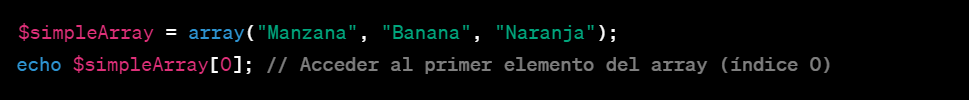 $simpleArray = array("Manzana", "Banana", "Naranja");
echo $simpleArray[0]; // Acceder al primer elemento del array (índice 0)